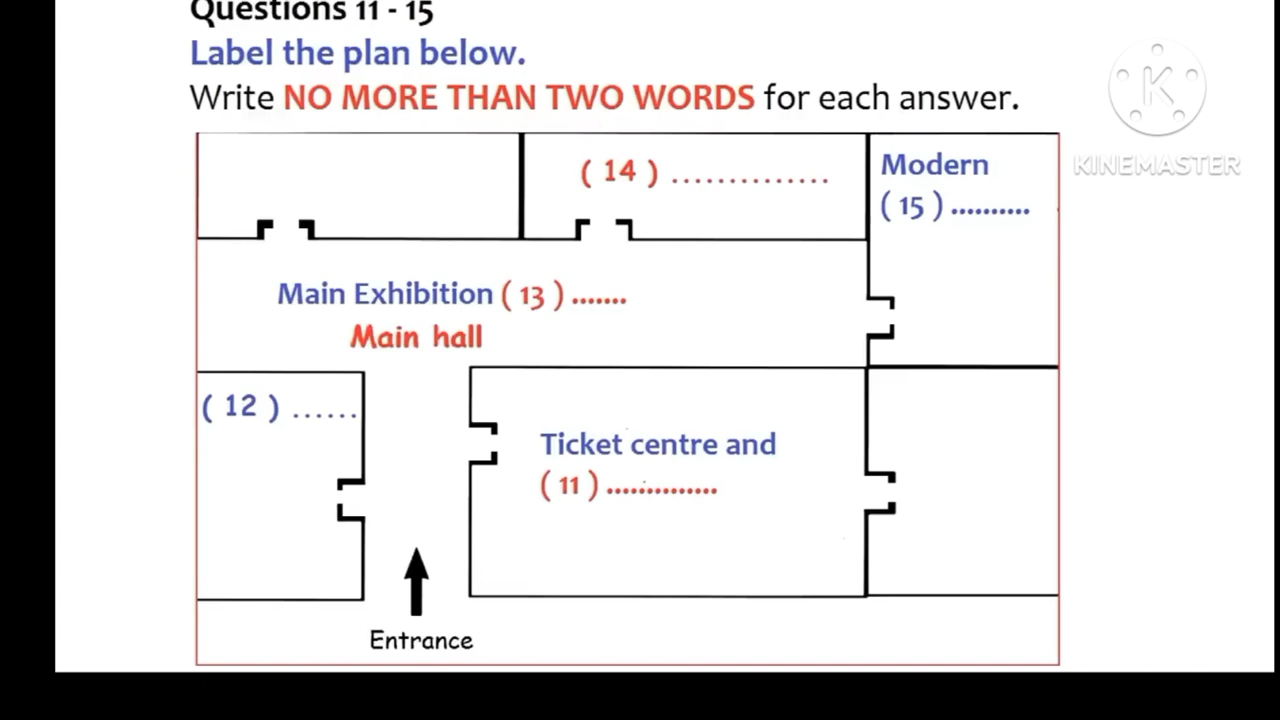 Questions 11 - 15
Label the plan below.
Write NO MORE THAN TWO WORDS for each answer.
KINEMASTER
( 14 ) ..............
Modern
( 15 ) ..........
Main Exhibition ( 13 ) .......
Main hall
( 12 ) ......
Ticket centre and
( 11 ) ..............
Entrance